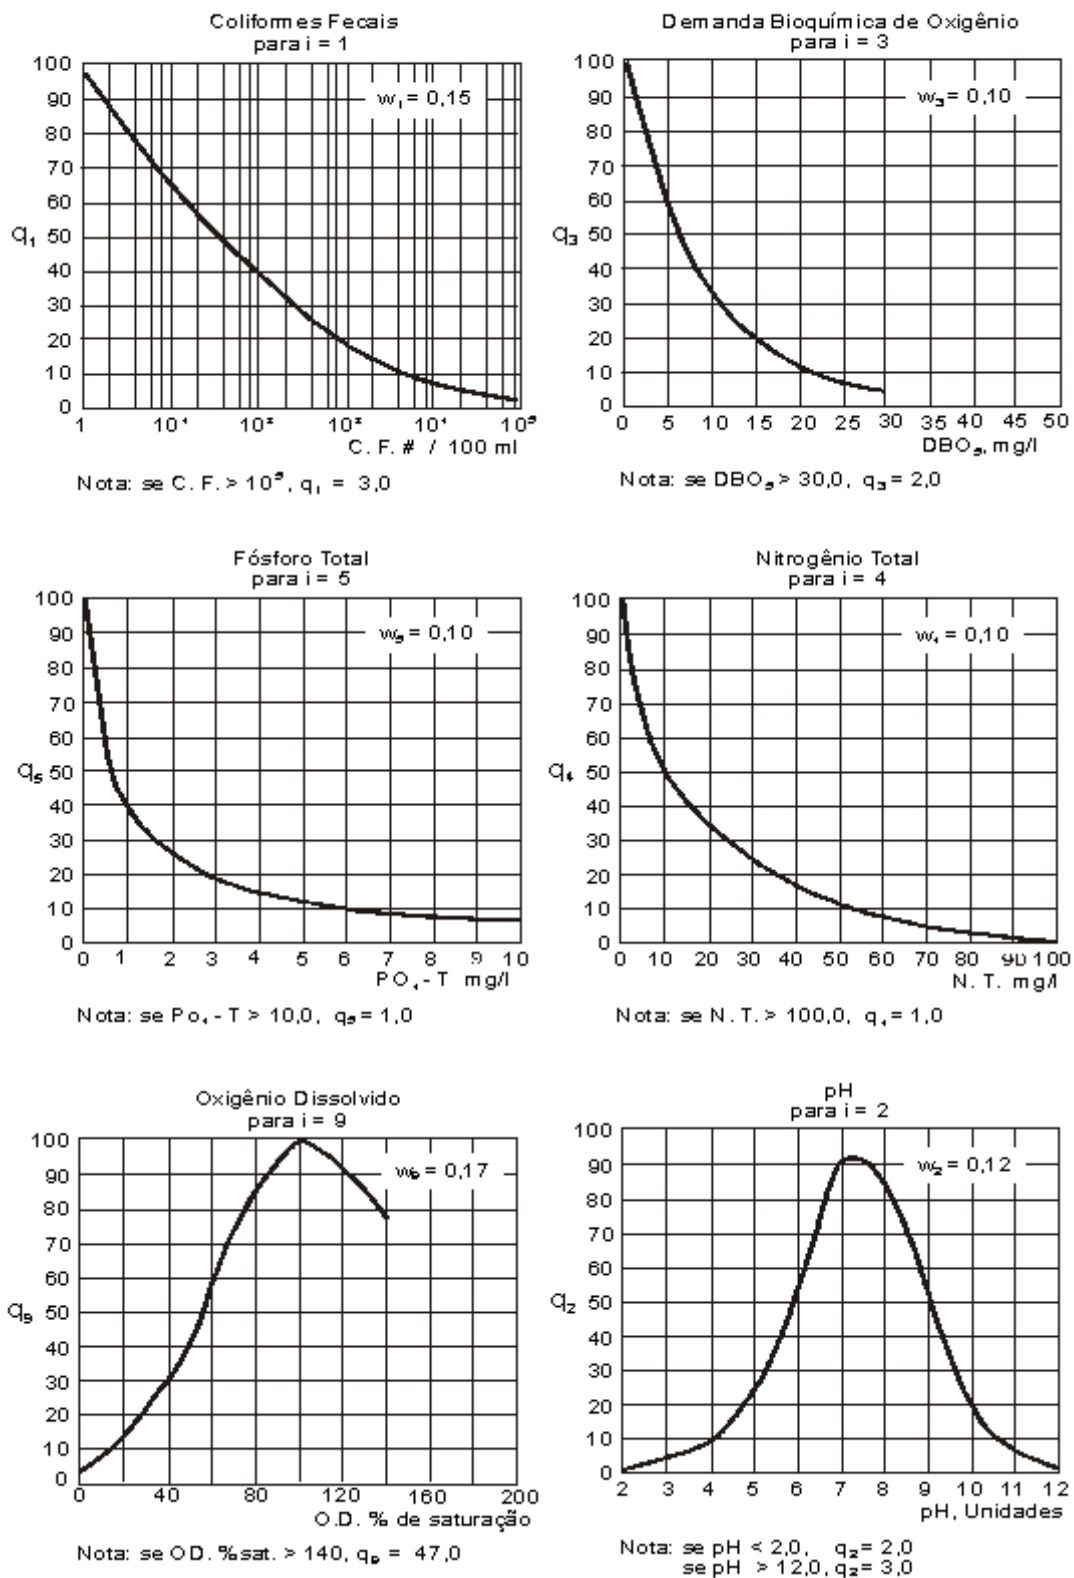 Coliformes Fecais
para i = 1
w₁ = 0,15
100
90
80
70
60
50
40
30
20
10
0
q₁
1 10¹ 10² 10³ 10⁴ 10⁵
C. F. # / 100 ml
Nota: se C. F. > 10⁵, q₁ = 3,0
Demanda Bioquímica de Oxigênio
para i = 3
w₃ = 0,10
100
90
80
70
60
50
40
30
20
10
0
q₃
0 5 10 15 20 25 30 35 40 45 50
DBO₅, mg/l
Nota: se DBO₅ > 30,0, q₃ = 2,0
Fósforo Total
para i = 5
w₅ = 0,10
100
90
80
70
60
50
40
30
20
10
0
q₅
0 1 2 3 4 5 6 7 8 9 10
PO₄ - T mg/l
Nota: se Po₄ - T > 10,0, q₅ = 1,0
Nitrogênio Total
para i = 4
w₄ = 0,10
100
90
80
70
60
50
40
30
20
10
0
q₄
0 10 20 30 40 50 60 70 80 90 100
N. T. mg/l
Nota: se N. T. > 100,0, q₄ = 1,0
Oxigênio Dissolvido
para i = 9
w₉ = 0,17
100
90
80
70
60
50
40
30
20
10
0
q₉
0 40 80 120 160 200
O.D. % de saturação
Nota: se OD. %sat. > 140, q₉ = 47,0
pH
para i = 2
w₂ = 0,12
100
90
80
70
60
50
40
30
20
10
0
q₂
2 3 4 5 6 7 8 9 10 11 12
pH, Unidades
Nota: se pH < 2,0, q₂ = 2,0
se pH > 12,0, q₂ = 3,0